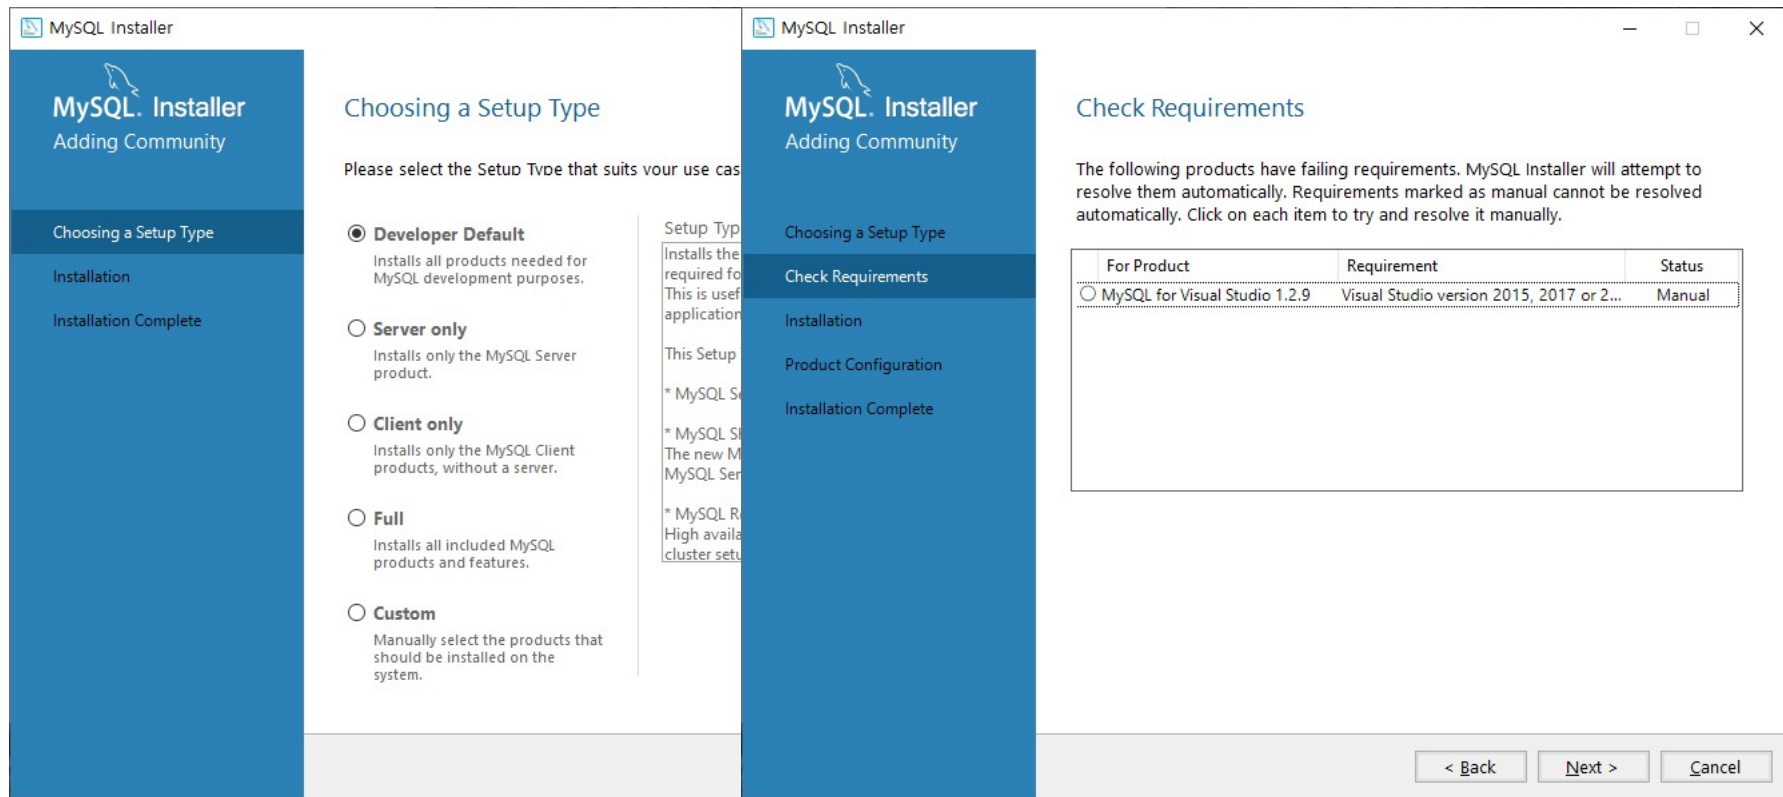 MySQL Installer
MySQL. Installer
Adding Community
Choosing a Setup Type
Installation
Installation Complete
Choosing a Setup Type
Please select the Setup Type that suits your use cas
Developer Default
Installs all products needed for
MySQL development purposes.
Server only
Installs only the MySQL Server
product.
Client only
Installs only the MySQL Client
products, without a server.
Full
Installs all included MySQL
products and features.
Custom
Manually select the products that
should be installed on the
system.
Setup Typ
Installs the
required fo
This is usef
application
This Setup
* MySQL Se
* MySQL Sh
The new M
MySQL Ser
* MySQL Ro
High availa
cluster setu
MySQL Installer
MySQL. Installer
Adding Community
Choosing a Setup Type
Check Requirements
Installation
Product Configuration
Installation Complete
Check Requirements
The following products have failing requirements. MySQL Installer will attempt to
resolve them automatically. Requirements marked as manual cannot be resolved
automatically. Click on each item to try and resolve it manually.
For Product Requirement Status
MySQL for Visual Studio 1.2.9 Visual Studio version 2015, 2017 or 2... Manual
< Back Next > Cancel